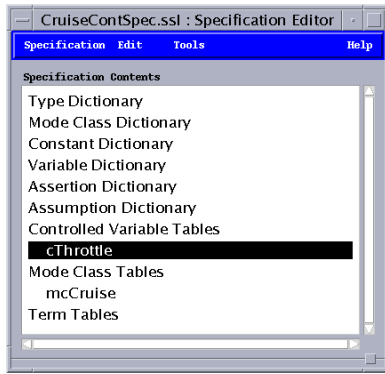 CruiseContSpec.ssl : Specification Editor
Specification Edit Tools Help
Specification Contents
Type Dictionary
Mode Class Dictionary
Constant Dictionary
Variable Dictionary
Assertion Dictionary
Assumption Dictionary
Controlled Variable Tables
cThrottle
Mode Class Tables
mcCruise
Term Tables